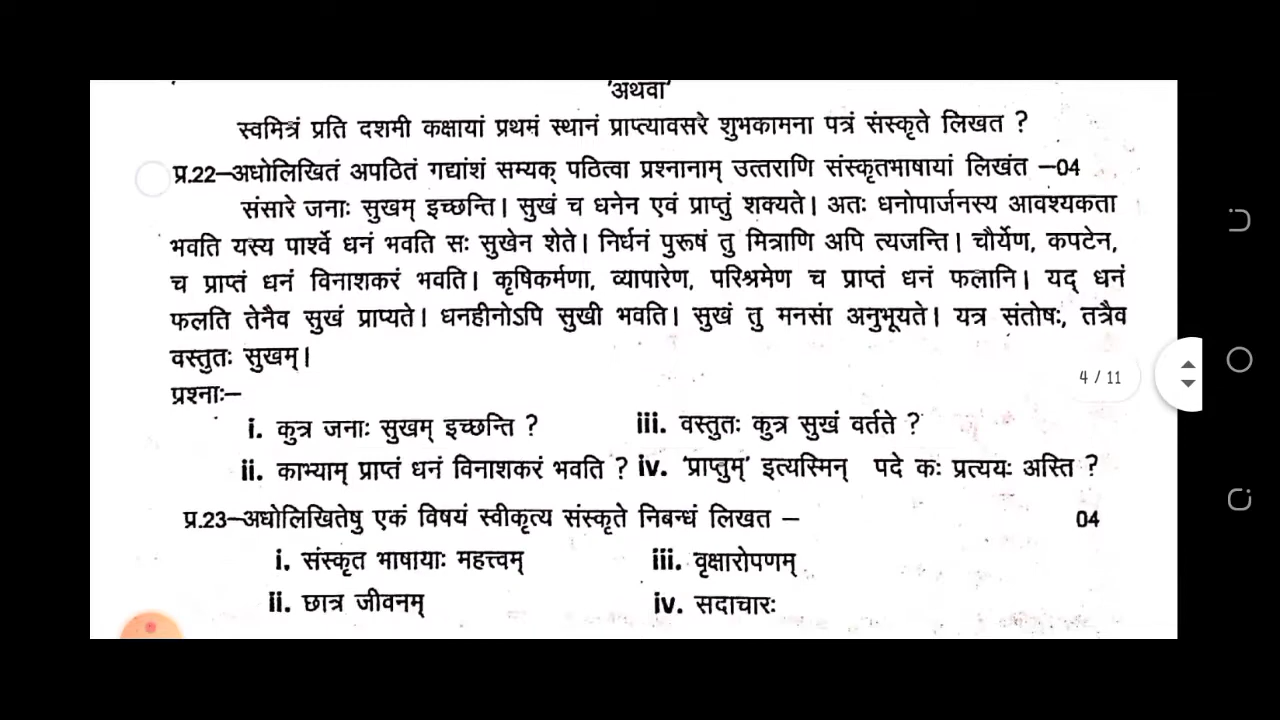 'अथवा'
स्वमित्रं प्रति दशमी कक्षायां प्रथमं स्थानं प्राप्त्यावसरे शुभकामना पत्रं संस्कृते लिखत ?
प्र.22–अधोलिखितं अपठितं गद्यांशं सम्यक् पठित्वा प्रश्नानाम् उत्तराणि संस्कृतभाषायां लिखंत –04
संसारे जनाः सुखम् इच्छन्ति। सुखं च धनेन एवं प्राप्तुं शक्यते। अतः धनोपार्जनस्य आवश्यकता
भवति यस्य पार्श्वे धनं भवति सः सुखेन शेते। निर्धनं पुरूषं तु मित्राणि अपि त्यजन्ति। चौर्येण, कपटेन,
च प्राप्तं धनं विनाशकरं भवति। कृषिकर्मणा, व्यापारेण, परिश्रमेण च प्राप्तं धनं फलानि। यद् धनं
फलति तेनैव सुखं प्राप्यते। धनहीनोऽपि सुखी भवति। सुखं तु मनसां अनुभूयते। यत्र संतोषः, तत्रैव
वस्तुतः सुखम्।
4 / 11
प्रश्नाः–
i. कुत्र जनाः सुखम् इच्छन्ति ? iii. वस्तुतः कुत्र सुखं वर्तते ?
ii. काभ्याम् प्राप्तं धनं विनाशकरं भवति ? iv. 'प्राप्तुम्' इत्यस्मिन् पदे कः प्रत्ययः अस्ति ?
प्र.23–अधोलिखितेषु एकं विषयं स्वीकृत्य संस्कृते निबन्धं लिखत – 04
i. संस्कृत भाषायाः महत्त्वम् iii. वृक्षारोपणम्
ii. छात्र जीवनम् iv. सदाचारः